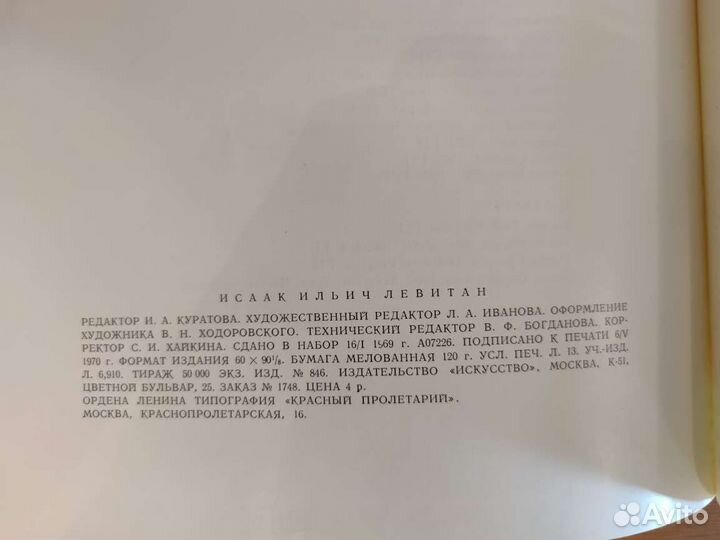 ИСААК ИЛЬИЧ ЛЕВИТАН
РЕДАКТОР И. А. КУРАТОВА. ХУДОЖЕСТВЕННЫЙ РЕДАКТОР Л. А. ИВАНОВА. ОФОРМЛЕНИЕ
ХУДОЖНИКА В. Н. ХОДОРОВСКОГО. ТЕХНИЧЕСКИЙ РЕДАКТОР В. Ф. БОГДАНОВА. КОР-
РЕКТОР С. И. ХАЙКИНА. СДАНО В НАБОР 16/I 1969 г. А07226. ПОДПИСАНО К ПЕЧАТИ 6/V
1970 г. ФОРМАТ ИЗДАНИЯ 60 × 90⅛. БУМАГА МЕЛОВАННАЯ 120 г. УСЛ. ПЕЧ. Л. 13. УЧ.-ИЗД.
Л. 6,910. ТИРАЖ 50 000 ЭКЗ. ИЗД. № 846. ИЗДАТЕЛЬСТВО «ИСКУССТВО», МОСКВА, К-51,
ЦВЕТНОЙ БУЛЬВАР, 25. ЗАКАЗ № 1748. ЦЕНА 4 р.
ОРДЕНА ЛЕНИНА ТИПОГРАФИЯ «КРАСНЫЙ ПРОЛЕТАРИЙ».
МОСКВА, КРАСНОПРОЛЕТАРСКАЯ, 16.
Avito